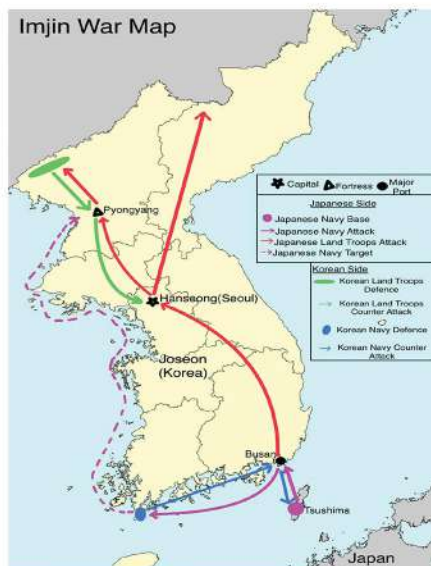 Imjin War Map
Capital
Fortress
Major
Port
Japanese Side
Japanese Navy Base
Japanese Navy Attack
Japanese Land Troops Attack
Japanese Navy Target
Korean Side
Korean Land Troops
Defence
Korean Land Troops
Counter Attack
Korean Navy Defence
Korean Navy Counter
Attack
Pyongyang
Hanseong(Seoul)
Joseon
(Korea)
Busan
Tsushima
Japan